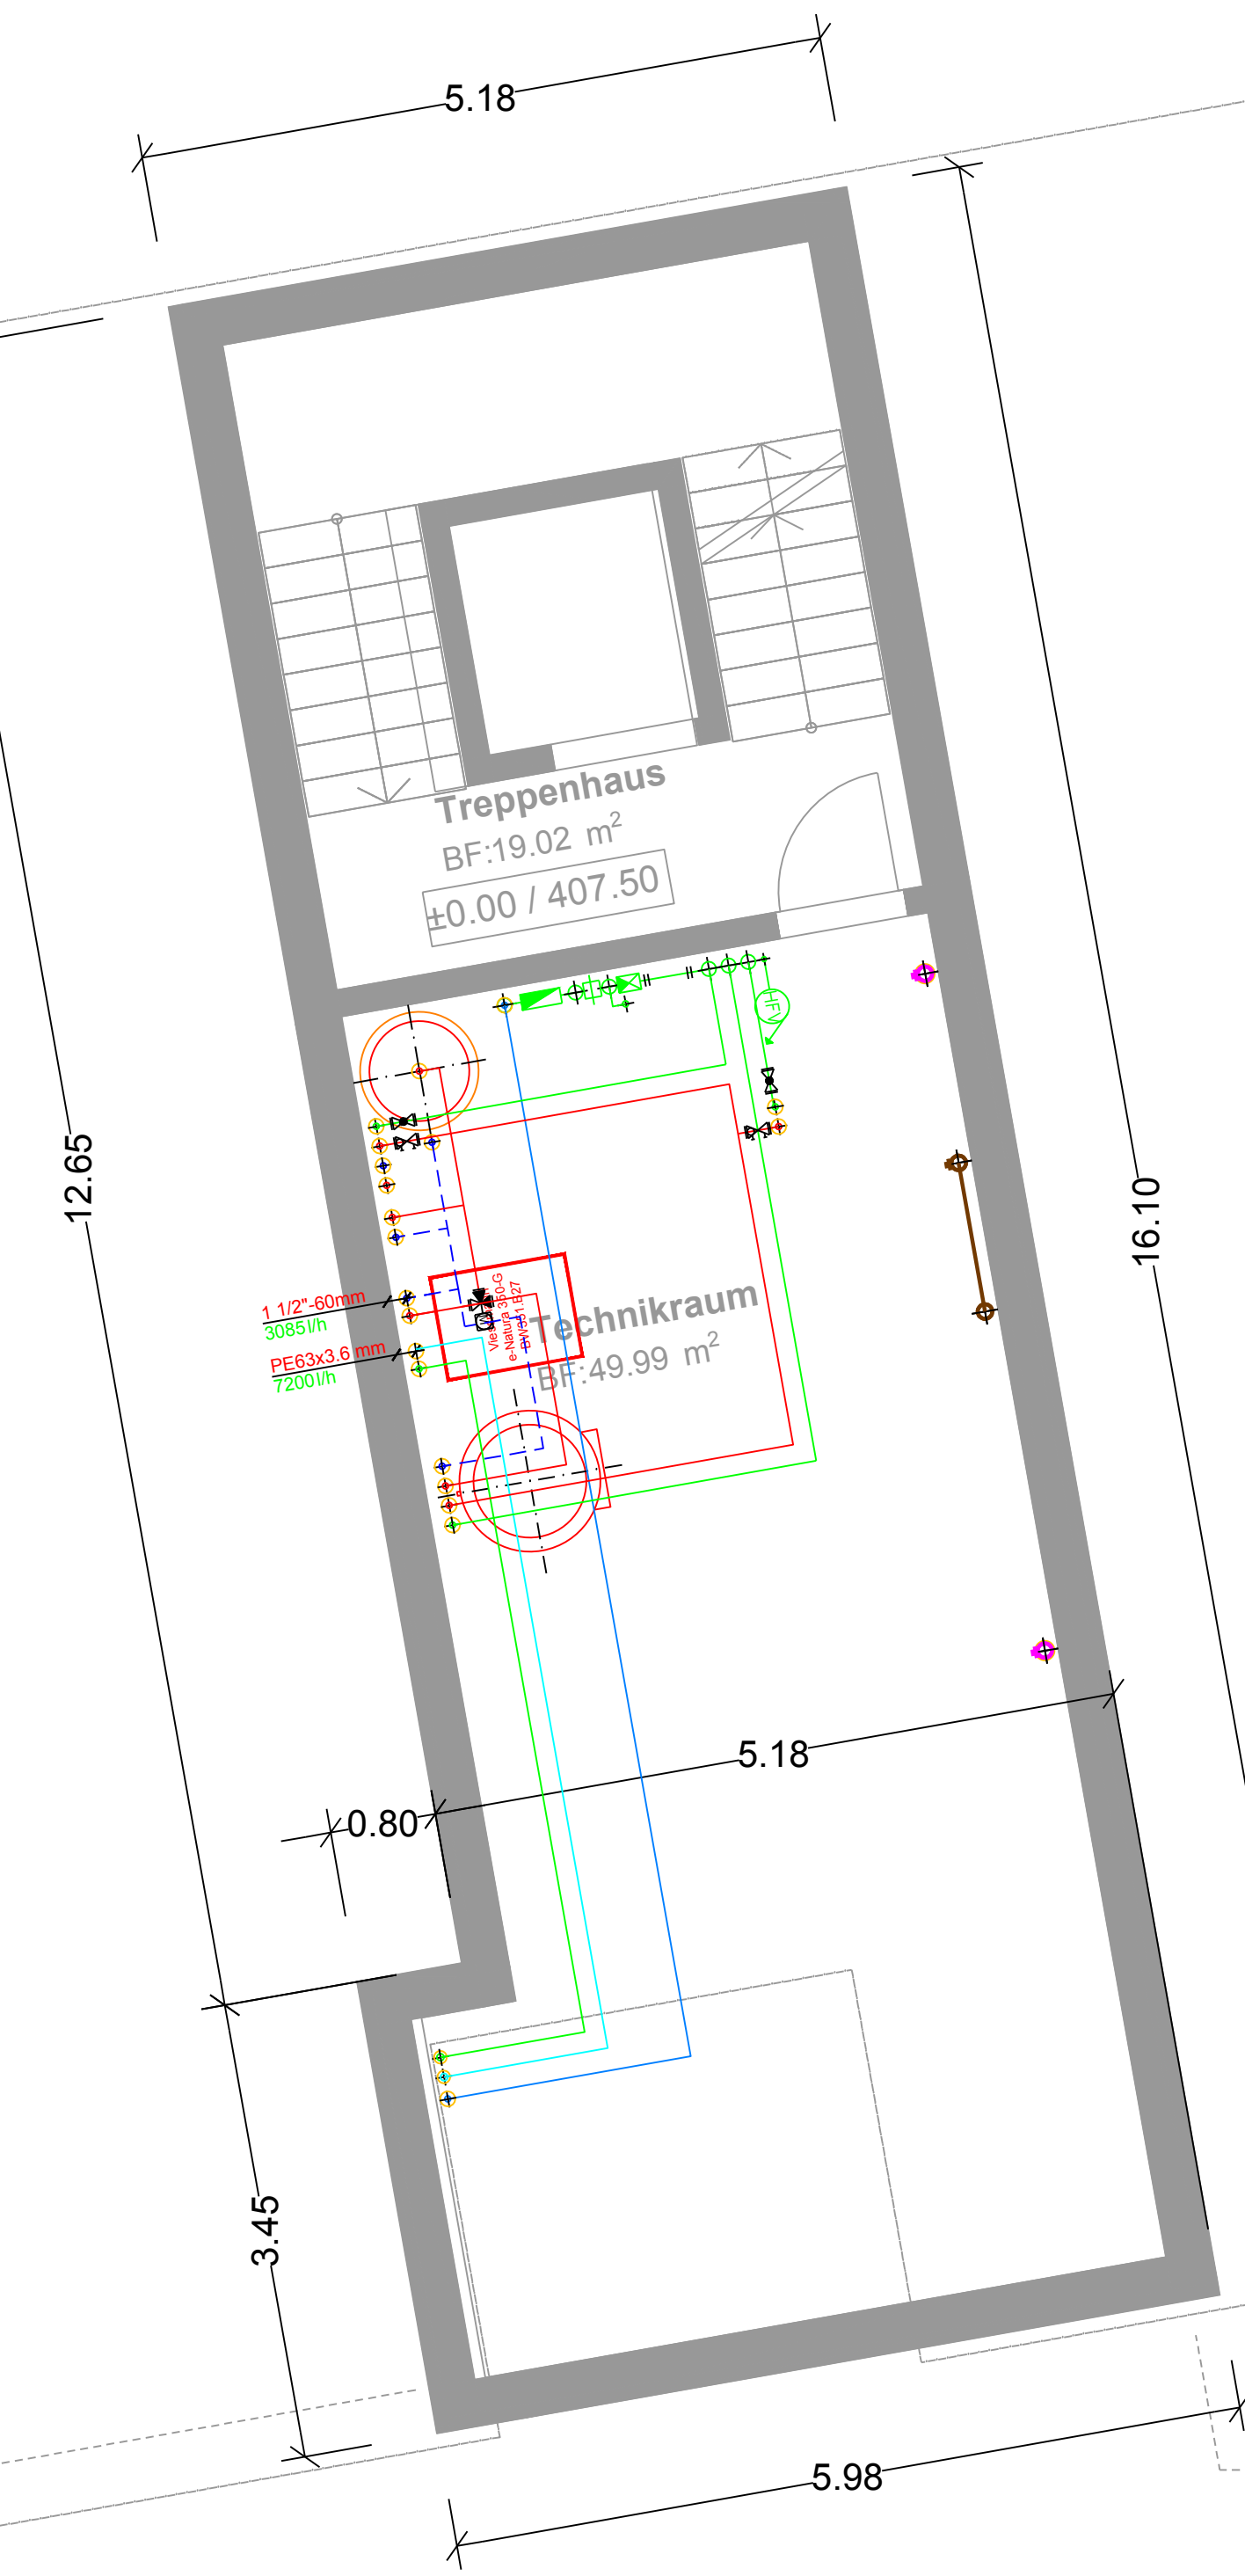 5.18
Treppenhaus
BF:19.02 m²
±0.00 / 407.50
HFV
12.65
16.10
1 1/2"-60mm
3085 l/h
PE63x3.6 mm
7200 l/h
e-Natura 350-G
Technikraum
BF:49.99 m²
5.18
0.80
3.45
5.98